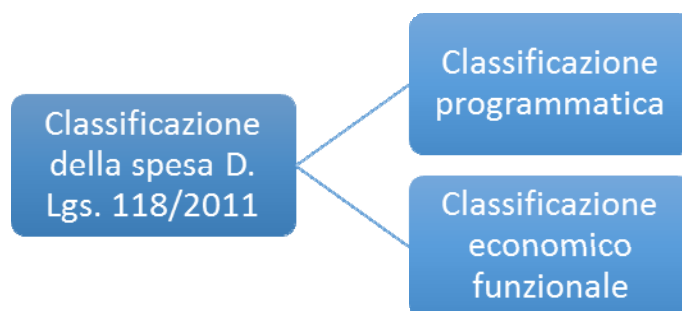 Classificazione
della spesa D.
Lgs. 118/2011
Classificazione
programmatica
Classificazione
economico
funzionale